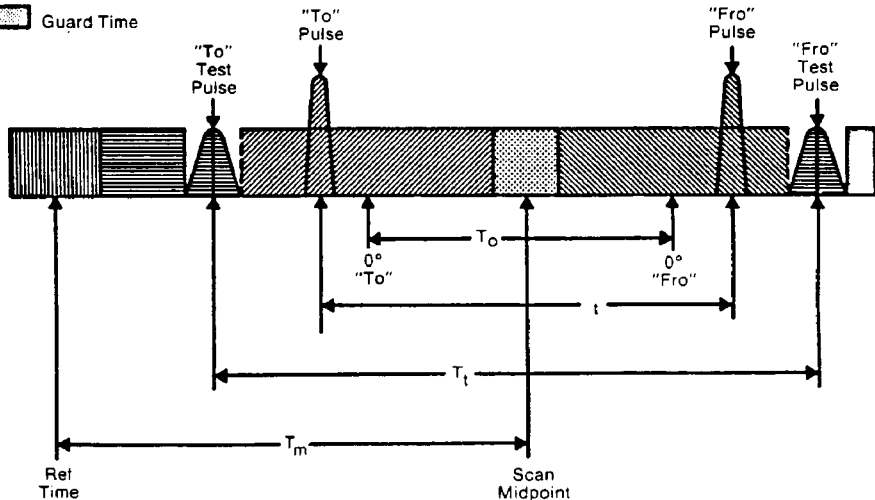 Guard Time
"To"
Test
Pulse
"To"
Pulse
"Fro"
Pulse
"Fro"
Test
Pulse
To
0°
"To"
0°
"Fro"
t
Tt
Tm
Ref
Time
Scan
Midpoint